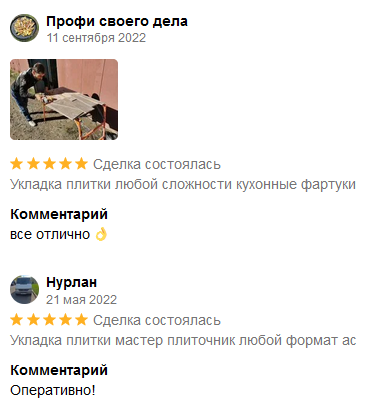 Профи своего дела
11 сентября 2022
Сделка состоялась
Укладка плитки любой сложности кухонные фартуки
Комментарий
все отлично 👌
Нурлан
21 мая 2022
Сделка состоялась
Укладка плитки мастер плиточник любой формат ас
Комментарий
Оперативно!